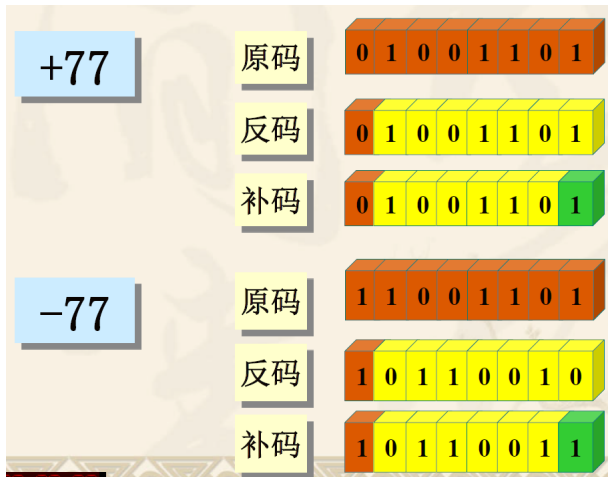 +77
原码 0 1 0 0 1 1 0 1
反码 0 1 0 0 1 1 0 1
补码 0 1 0 0 1 1 0 1
-77
原码 1 1 0 0 1 1 0 1
反码 1 0 1 1 0 0 1 0
补码 1 0 1 1 0 0 1 1